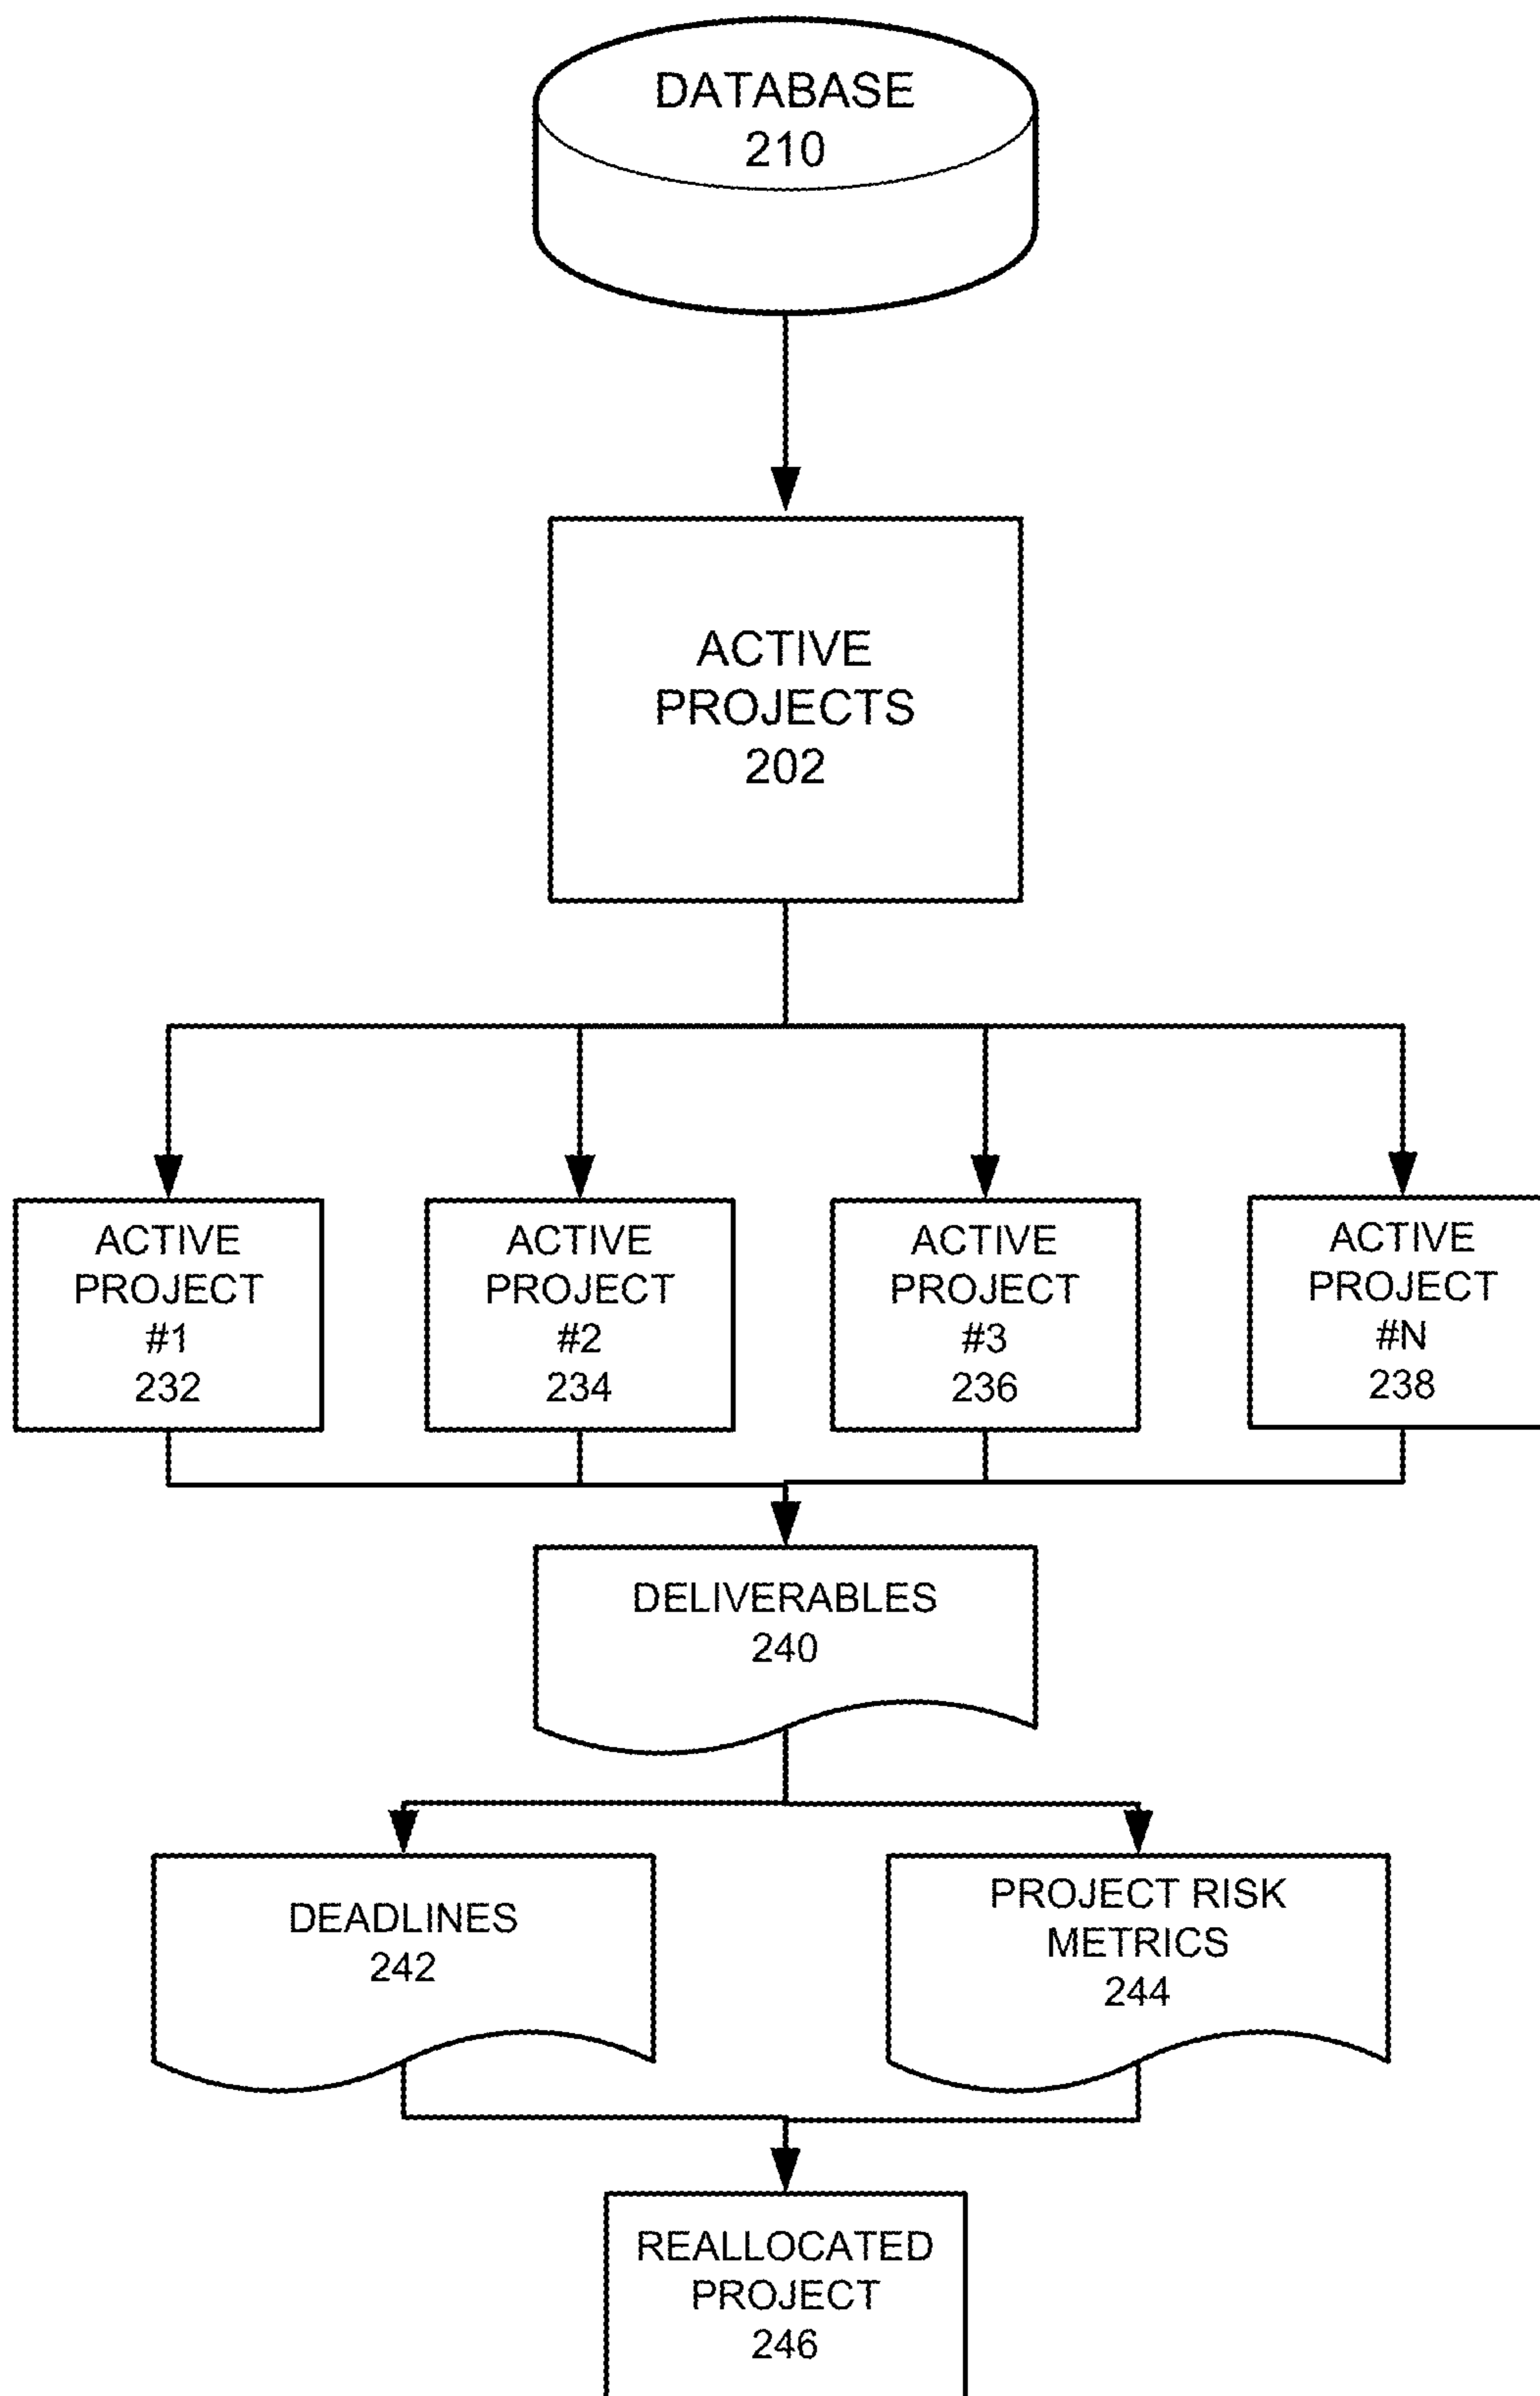 DATABASE
210
ACTIVE
PROJECTS
202
ACTIVE
PROJECT
#1
232
ACTIVE
PROJECT
#2
234
ACTIVE
PROJECT
#3
236
ACTIVE
PROJECT
#N
238
DELIVERABLES
240
DEADLINES
242
PROJECT RISK
METRICS
244
REALLOCATED
PROJECT
246